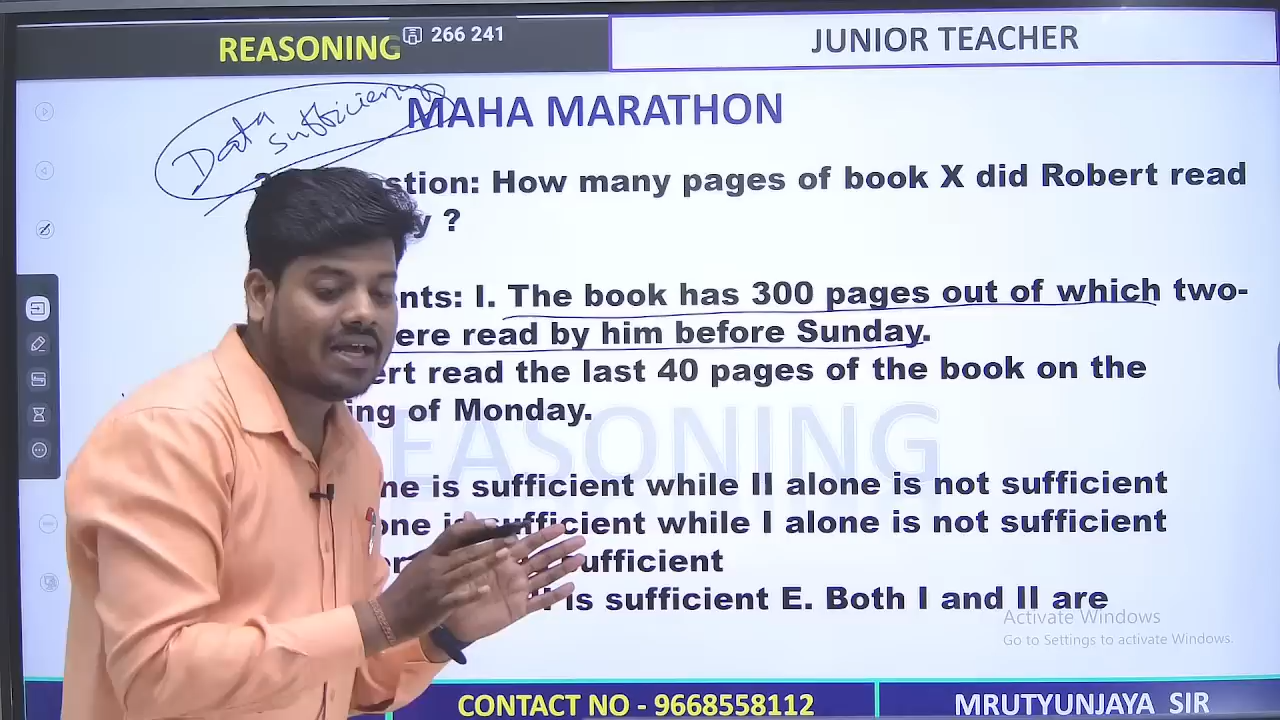 REASONING
266 241
JUNIOR TEACHER
Data
sufficiency
MAHA MARATHON
stion: How many pages of book X did Robert read
y ?
nts: I. The book has 300 pages out of which two-
ere read by him before Sunday.
ert read the last 40 pages of the book on the
ing of Monday.
REASONING
ne is sufficient while II alone is not sufficient
one is sufficient while I alone is not sufficient
sufficient
is sufficient E. Both I and II are
Activate Windows
Go to Settings to activate Windows.
CONTACT NO - 9668558112
MRUTYUNJAYA SIR